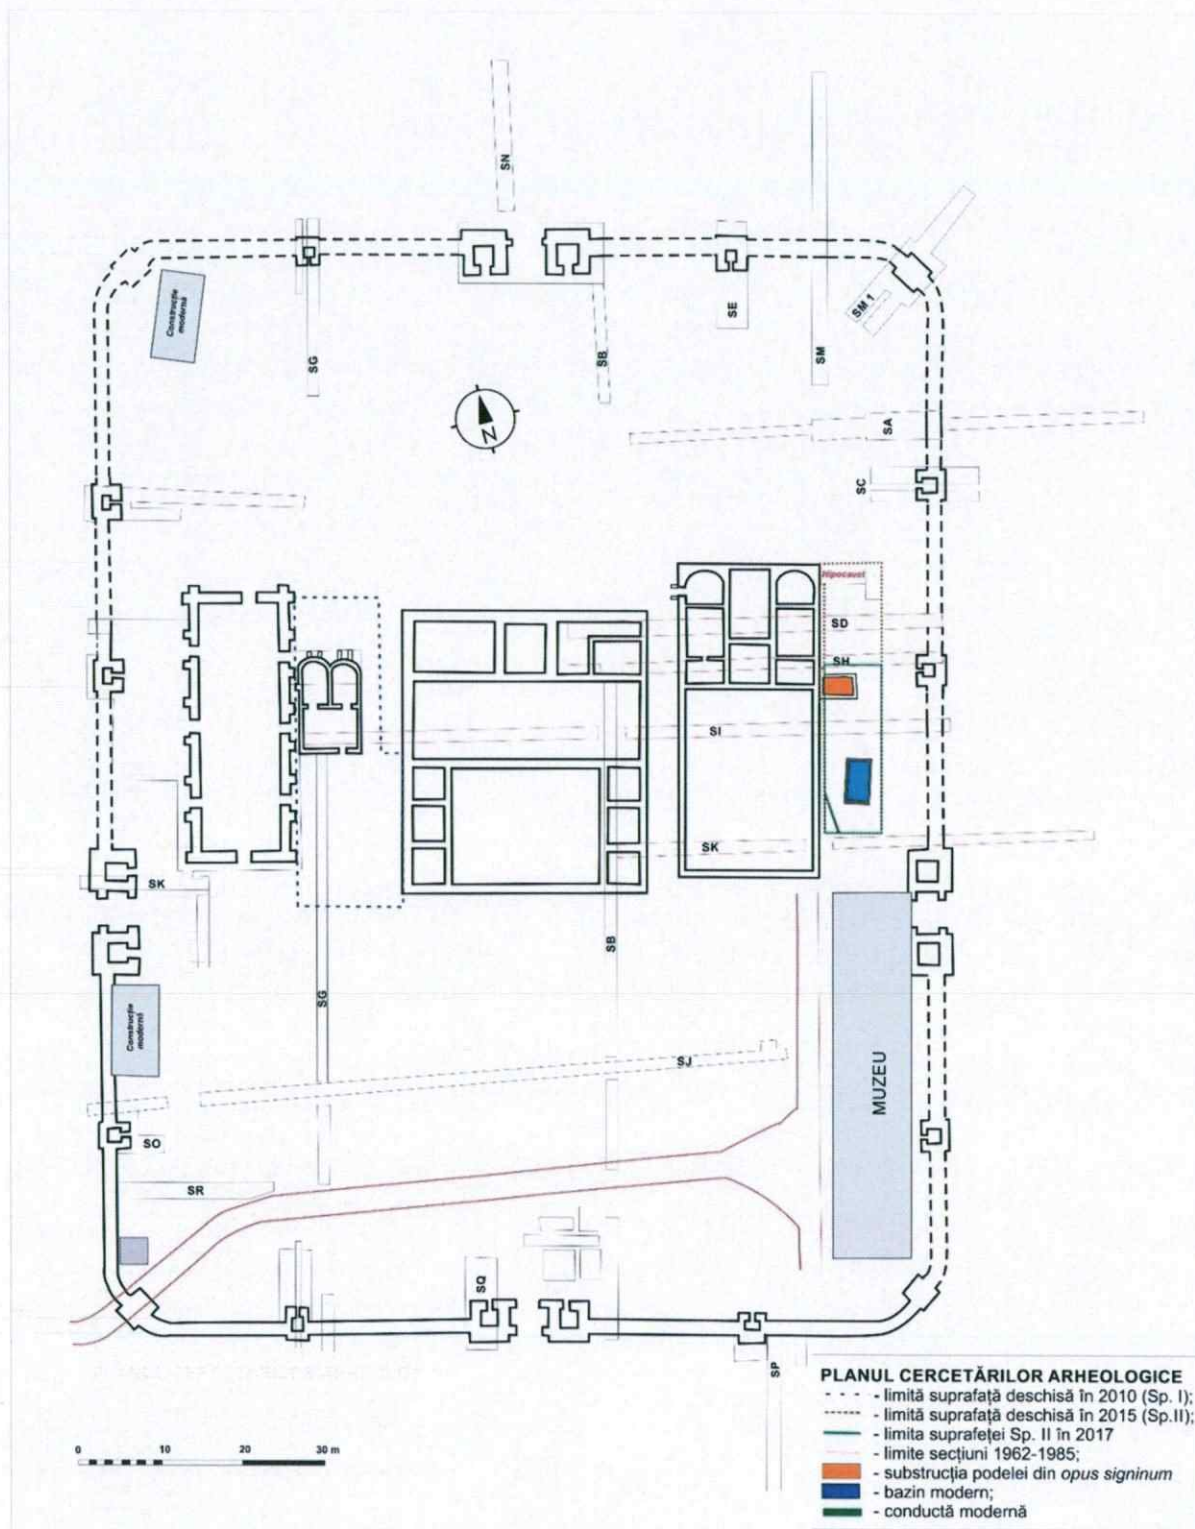 SN
Construcție
modernă
SM 1
SE
SG
SB
SM
N
SA
SC
Hipocaust
SD
SH
SI
SK
SK
SB
SG
Construcție
modernă
SJ
MUZEU
SO
SR
SQ
SP
PLANUL CERCETĂRILOR ARHEOLOGICE
- limită suprafață deschisă în 2010 (Sp. I);
- limită suprafață deschisă în 2015 (Sp.II);
- limita suprafeței Sp. II în 2017
- limite secțiuni 1962-1985;
- substrucția podelei din opus signinum
- bazin modern;
- conductă modernă
0 10 20 30 m